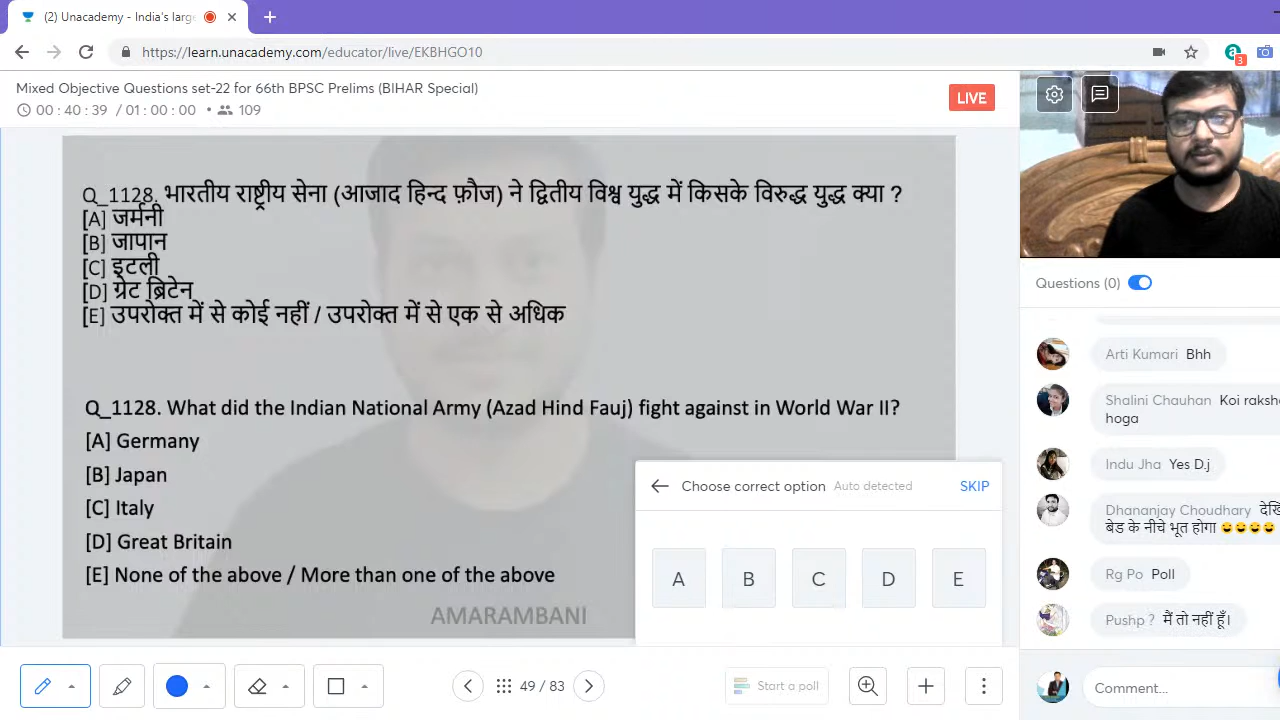 (2) Unacademy - India's larg
https://learn.unacademy.com/educator/live/EKBHGO10
3
Mixed Objective Questions set-22 for 66th BPSC Prelims (BIHAR Special)
00 : 40 : 39 / 01 : 00 : 00 • 109
LIVE
Q_1128. भारतीय राष्ट्रीय सेना (आजाद हिन्द फ़ौज) ने द्वितीय विश्व युद्ध में किसके विरुद्ध युद्ध क्या ?
[A] जर्मनी
[B] जापान
[C] इटली
[D] ग्रेट ब्रिटेन
[E] उपरोक्त में से कोई नहीं / उपरोक्त में से एक से अधिक
Q_1128. What did the Indian National Army (Azad Hind Fauj) fight against in World War II?
[A] Germany
[B] Japan
[C] Italy
[D] Great Britain
[E] None of the above / More than one of the above
AMARAMBANI
Choose correct option Auto detected SKIP
A B C D E
49 / 83
Start a poll
Questions (0)
Arti Kumari Bhh
Shalini Chauhan Koi raksh
hoga
Indu Jha Yes D.j
Dhananjay Choudhary
बेड के नीचे भूत होगा 😄😄😄😄
Rg Po Poll
Pushp ? मैं तो नहीं हूँ।
Comment...